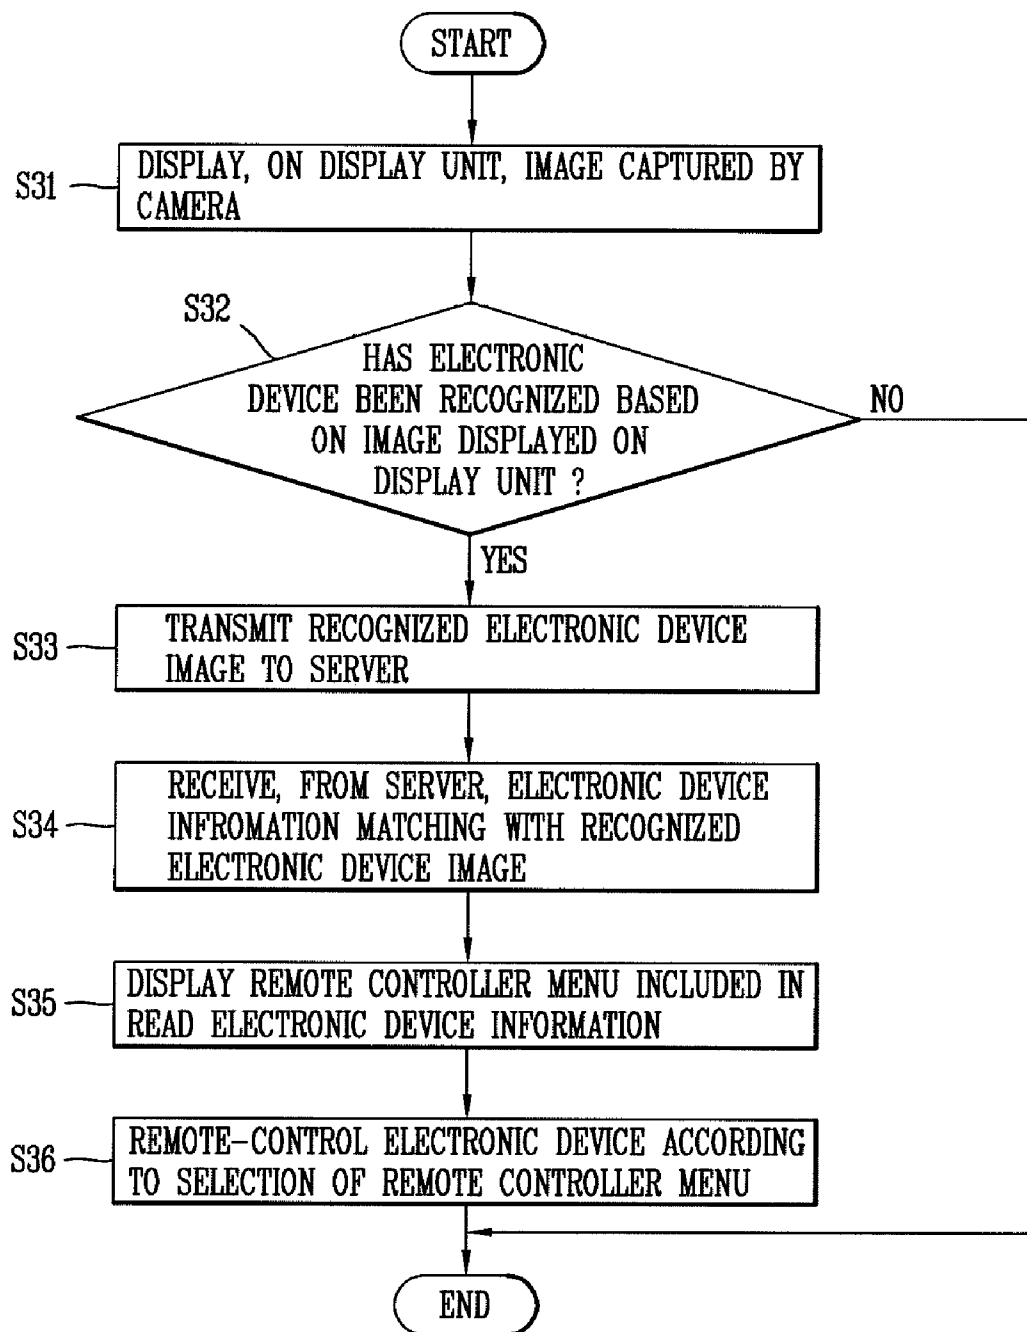 START
S31
DISPLAY, ON DISPLAY UNIT, IMAGE CAPTURED BY
CAMERA
S32
HAS ELECTRONIC
DEVICE BEEN RECOGNIZED BASED
ON IMAGE DISPLAYED ON
DISPLAY UNIT ?
NO
YES
S33
TRANSMIT RECOGNIZED ELECTRONIC DEVICE
IMAGE TO SERVER
S34
RECEIVE, FROM SERVER, ELECTRONIC DEVICE
INFROMATION MATCHING WITH RECOGNIZED
ELECTRONIC DEVICE IMAGE
S35
DISPLAY REMOTE CONTROLLER MENU INCLUDED IN
READ ELECTRONIC DEVICE INFORMATION
S36
REMOTE-CONTROL ELECTRONIC DEVICE ACCORDING
TO SELECTION OF REMOTE CONTROLLER MENU
END